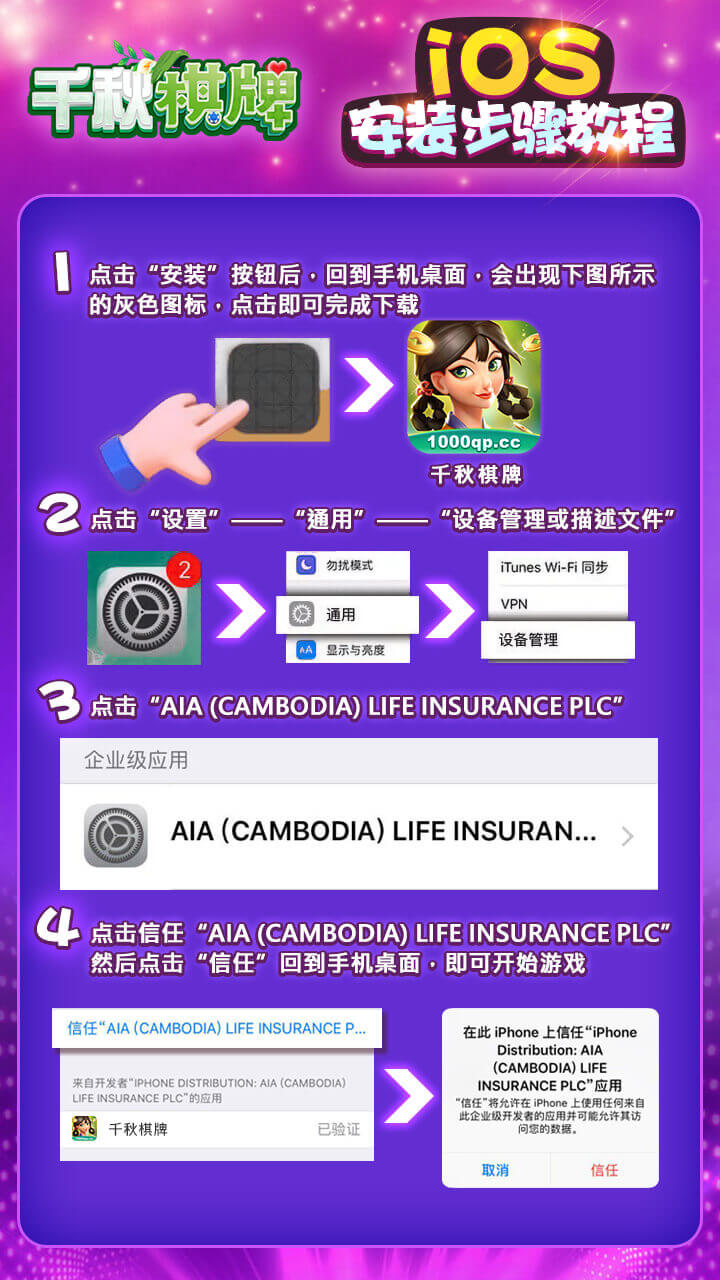 千秋棋牌
iOS
安装步骤教程
1 点击“安装”按钮后，回到手机桌面，会出现下图所示
的灰色图标，点击即可完成下载
1000qp.cc
千秋棋牌
2 点击“设置”——“通用”——“设备管理或描述文件”
2
勿扰模式
通用
AA 显示与亮度
iTunes Wi-Fi 同步
VPN
设备管理
3 点击“AIA (CAMBODIA) LIFE INSURANCE PLC”
企业级应用
AIA (CAMBODIA) LIFE INSURAN...
4 点击信任“AIA (CAMBODIA) LIFE INSURANCE PLC”
然后点击“信任”回到手机桌面，即可开始游戏
信任“AIA (CAMBODIA) LIFE INSURANCE P...
来自开发者“IPHONE DISTRIBUTION: AIA (CAMBODIA)
LIFE INSURANCE PLC”的应用
千秋棋牌 已验证
在此 iPhone 上信任“iPhone
Distribution: AIA
(CAMBODIA) LIFE
INSURANCE PLC”应用
“信任”将允许在 iPhone 上使用任何来自
此企业级开发者的应用并可能允许其访
问您的数据。
取消 信任